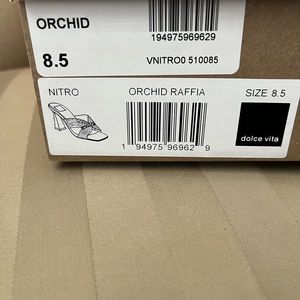 ORCHID
194975969629
8.5
VNITRO0 510085
NITRO
ORCHID RAFFIA
SIZE 8.5
dolce vita
1 94975 96962 9